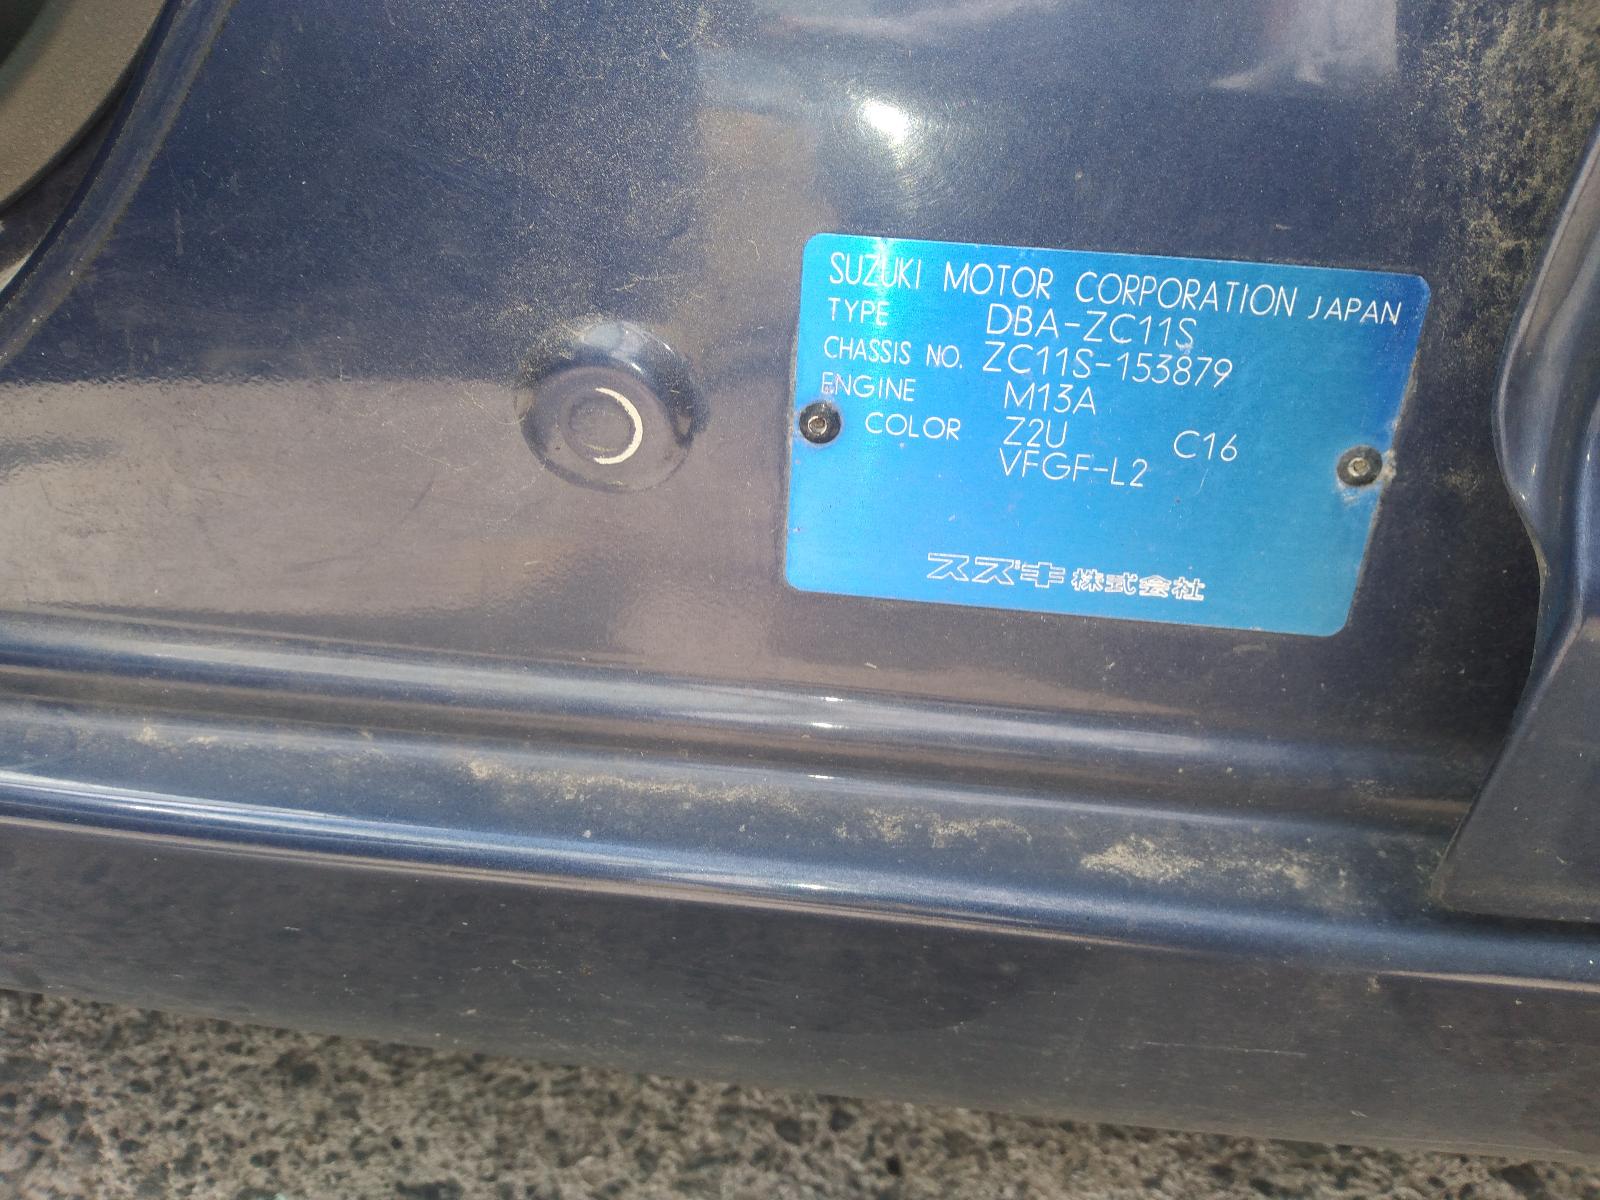 SUZUKI MOTOR CORPORATION JAPAN
TYPE DBA-ZC11S
CHASSIS NO. ZC11S-153879
ENGINE M13A
COLOR Z2U C16
VFGF-L2
スズキ株式会社